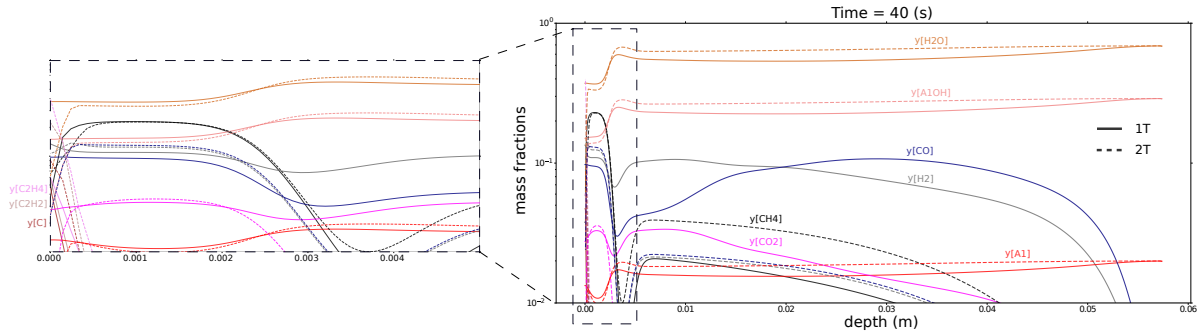 Time = 40 (s)
10^0
y[H2O]
y[A1OH]
1T
2T
mass fractions
10^-1
y[CO]
y[H2]
y[C2H4]
y[C2H2]
y[C]
y[CH4]
y[CO2]
y[A1]
10^-2
0.000 0.001 0.002 0.003 0.004
0.00 0.01 0.02 0.03 0.04 0.05 0.06
depth (m)